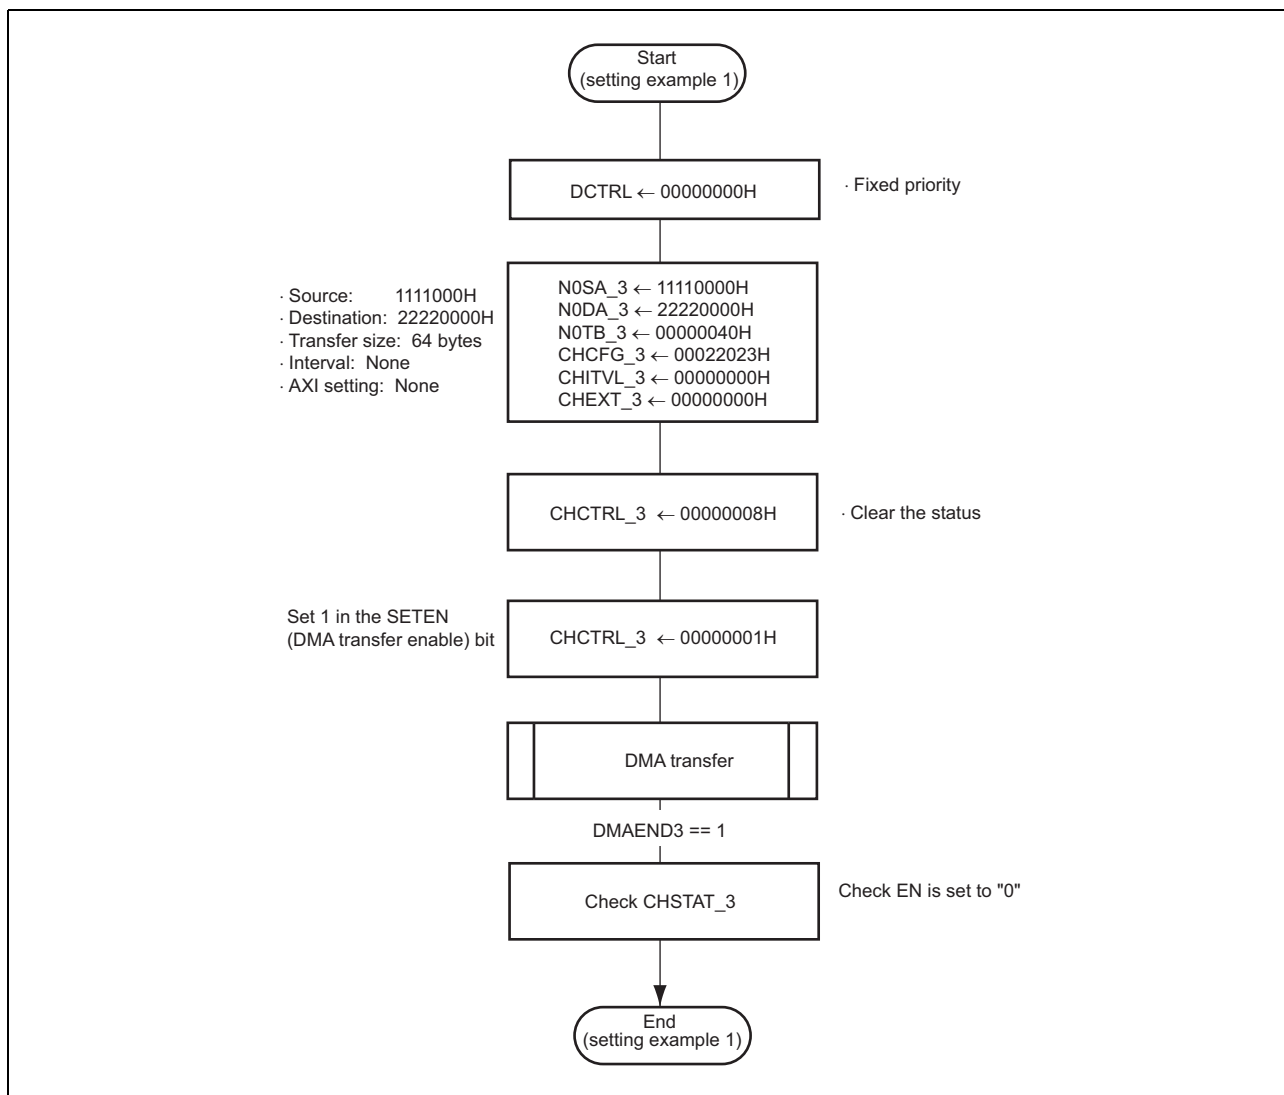 Start
(setting example 1)
DCTRL ← 00000000H
· Fixed priority
· Source: 1111000H
· Destination: 22220000H
· Transfer size: 64 bytes
· Interval: None
· AXI setting: None
N0SA_3 ← 11110000H
N0DA_3 ← 22220000H
N0TB_3 ← 00000040H
CHCFG_3 ← 00022023H
CHITVL_3 ← 00000000H
CHEXT_3 ← 00000000H
CHCTRL_3 ← 00000008H
· Clear the status
Set 1 in the SETEN
(DMA transfer enable) bit
CHCTRL_3 ← 00000001H
DMA transfer
DMAEND3 == 1
Check CHSTAT_3
Check EN is set to "0"
End
(setting example 1)